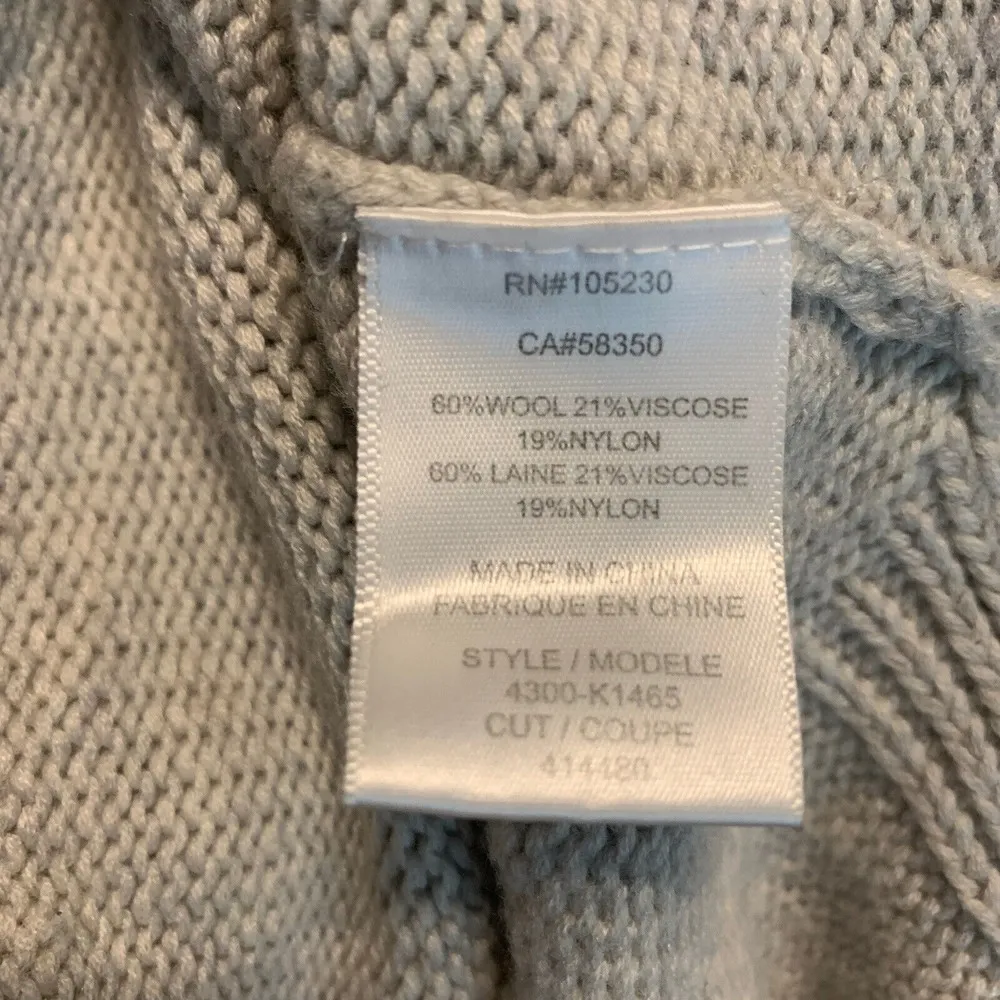 RN#105230
CA#58350
60%WOOL 21%VISCOSE
19%NYLON
60% LAINE 21%VISCOSE
19%NYLON
MADE IN CHINA
FABRIQUE EN CHINE
STYLE / MODELE
4300-K1465
CUT / COUPE
414480